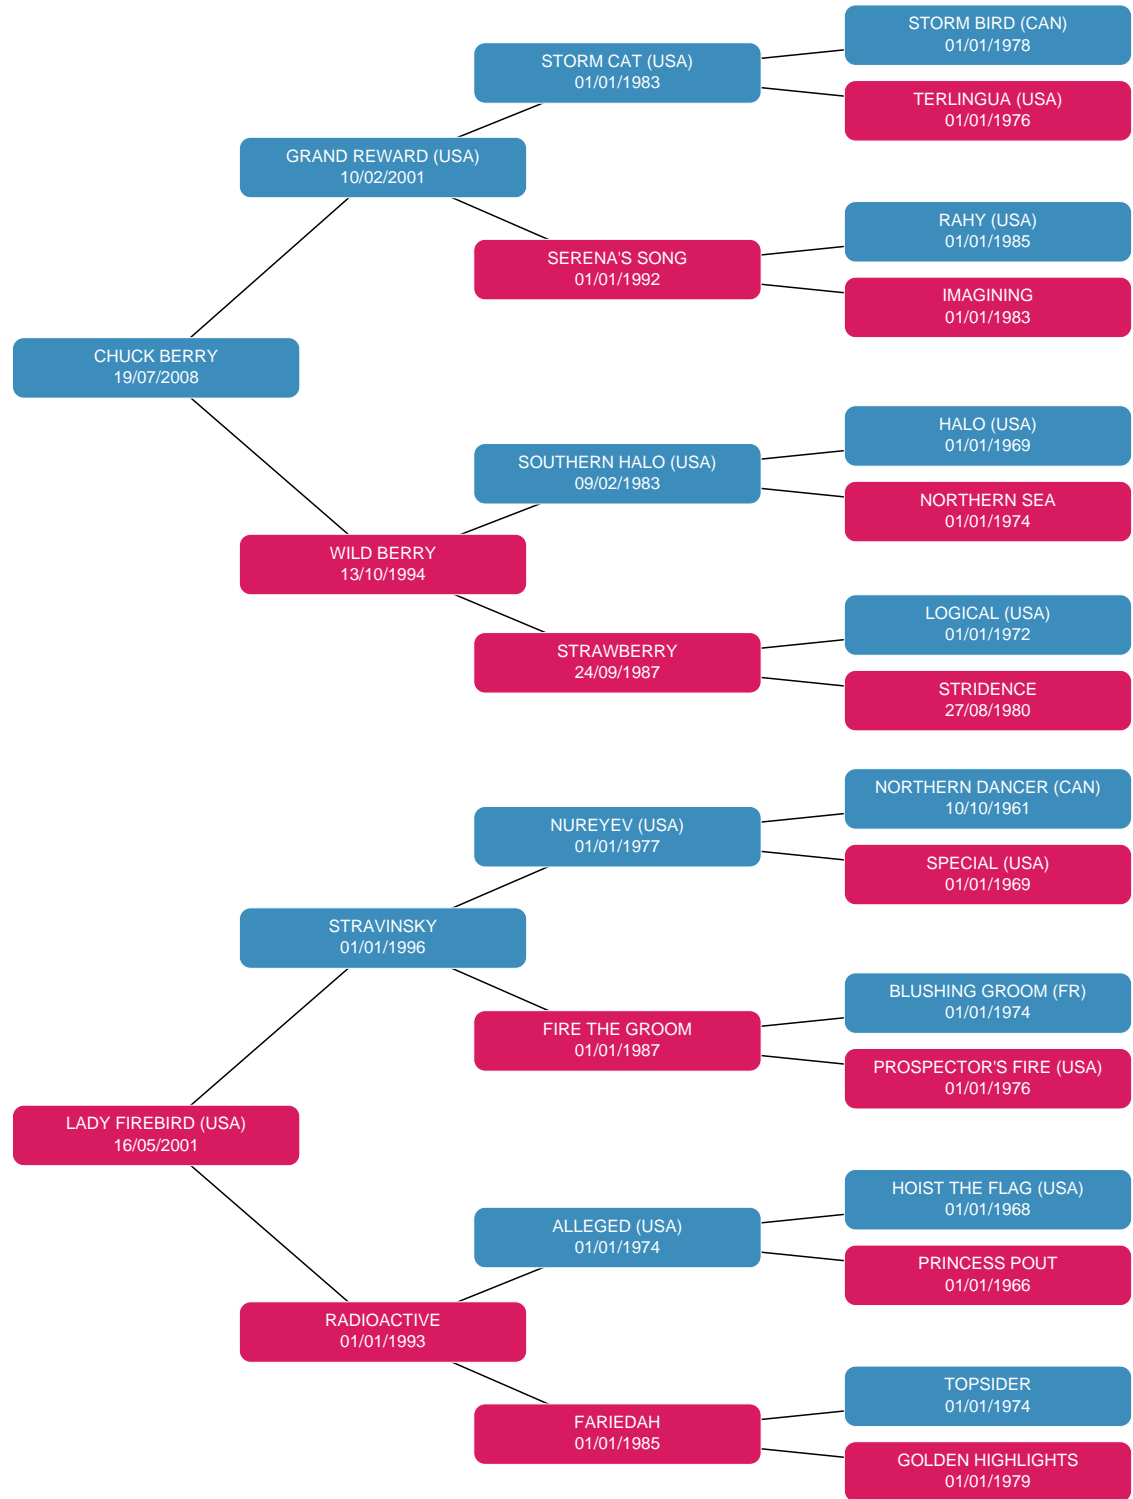 STORM BIRD (CAN)
01/01/1978
STORM CAT (USA)
01/01/1983
TERLINGUA (USA)
01/01/1976
GRAND REWARD (USA)
10/02/2001
RAHY (USA)
01/01/1985
SERENA'S SONG
01/01/1992
IMAGINING
01/01/1983
CHUCK BERRY
19/07/2008
HALO (USA)
01/01/1969
SOUTHERN HALO (USA)
09/02/1983
NORTHERN SEA
01/01/1974
WILD BERRY
13/10/1994
LOGICAL (USA)
01/01/1972
STRAWBERRY
24/09/1987
STRIDENCE
27/08/1980
NORTHERN DANCER (CAN)
10/10/1961
NUREYEV (USA)
01/01/1977
SPECIAL (USA)
01/01/1969
STRAVINSKY
01/01/1996
BLUSHING GROOM (FR)
01/01/1974
FIRE THE GROOM
01/01/1987
PROSPECTOR'S FIRE (USA)
01/01/1976
LADY FIREBIRD (USA)
16/05/2001
HOIST THE FLAG (USA)
01/01/1968
ALLEGED (USA)
01/01/1974
PRINCESS POUT
01/01/1966
RADIOACTIVE
01/01/1993
TOPSIDER
01/01/1974
FARIEDAH
01/01/1985
GOLDEN HIGHLIGHTS
01/01/1979